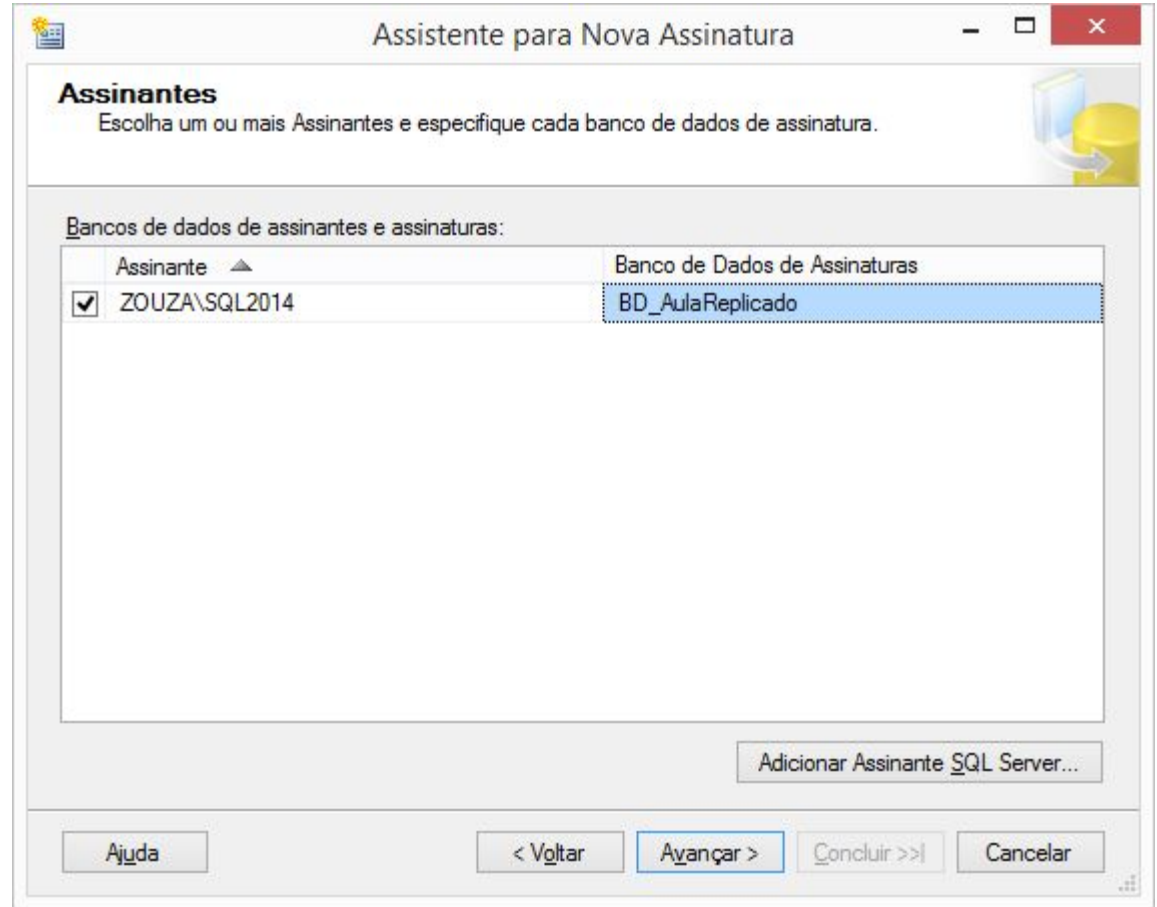 Assistente para Nova Assinatura
Assinantes
Escolha um ou mais Assinantes e especifique cada banco de dados de assinatura.
Bancos de dados de assinantes e assinaturas:
Assinante Banco de Dados de Assinaturas
ZOUZA\SQL2014 BD_AulaReplicado
Adicionar Assinante SQL Server...
Ajuda < Voltar Avançar > Concluir >>| Cancelar